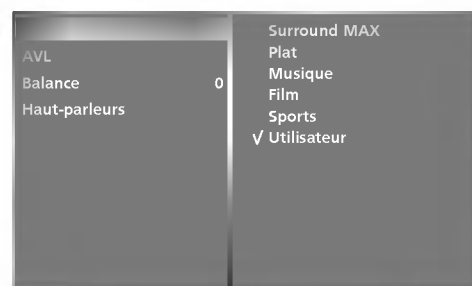 AVL
Balance 0
Haut-parleurs
Surround MAX
Plat
Musique
Film
Sports
√ Utilisateur